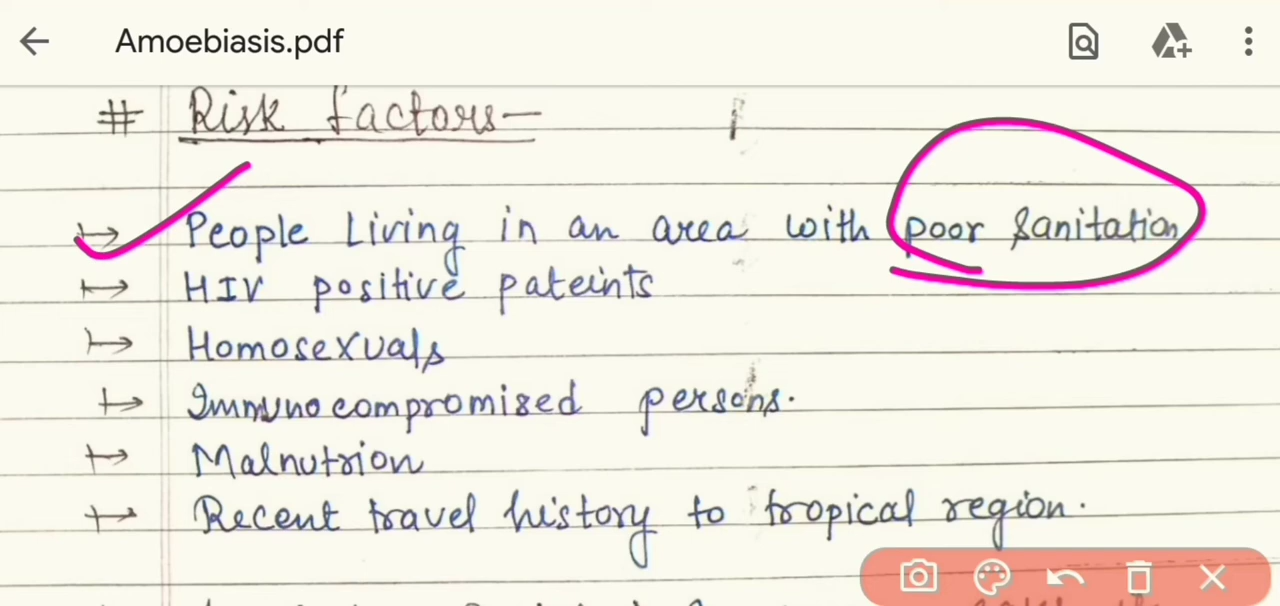 Amoebiasis.pdf
# Risk factors-
People Living in an area with poor sanitation
HIV positive pateints
Homosexuals
Immunocompromised persons.
Malnutrion
Recent travel history to tropical region.